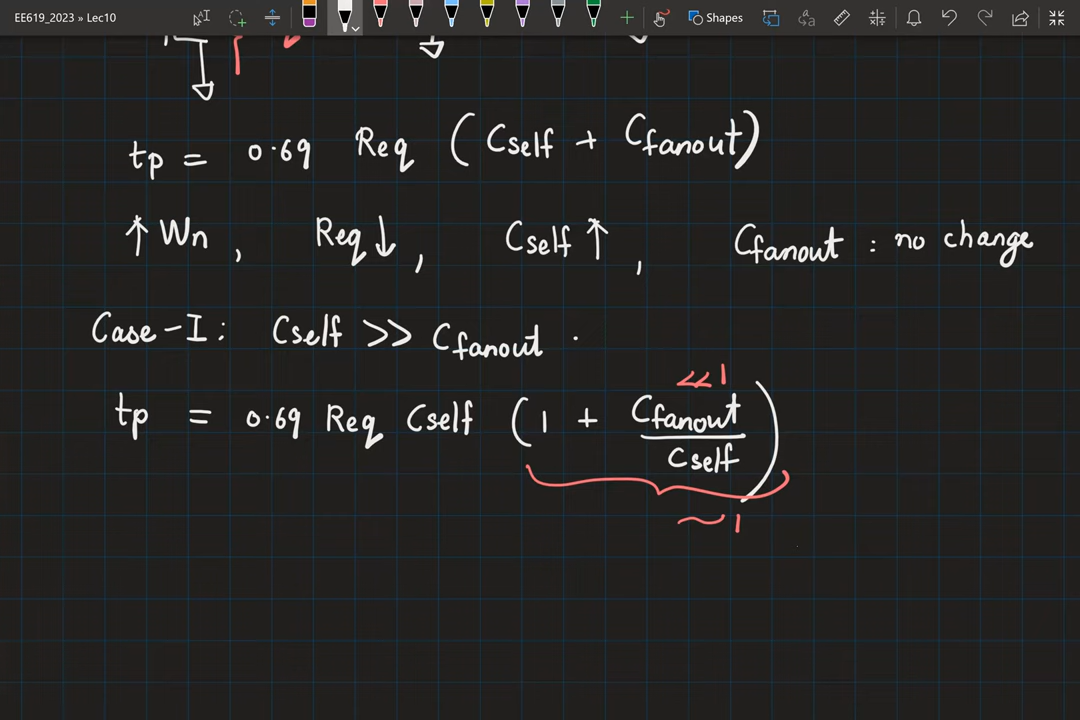 EE619_2023 » Lec10
Shapes
tp = 0.69 Req (Cself + Cfanout)
↑ Wn, Req ↓, Cself ↑, Cfanout : no change
Case-I: Cself >> Cfanout .
<<1
tp = 0.69 Req Cself (1 + Cfanout/Cself)
~1